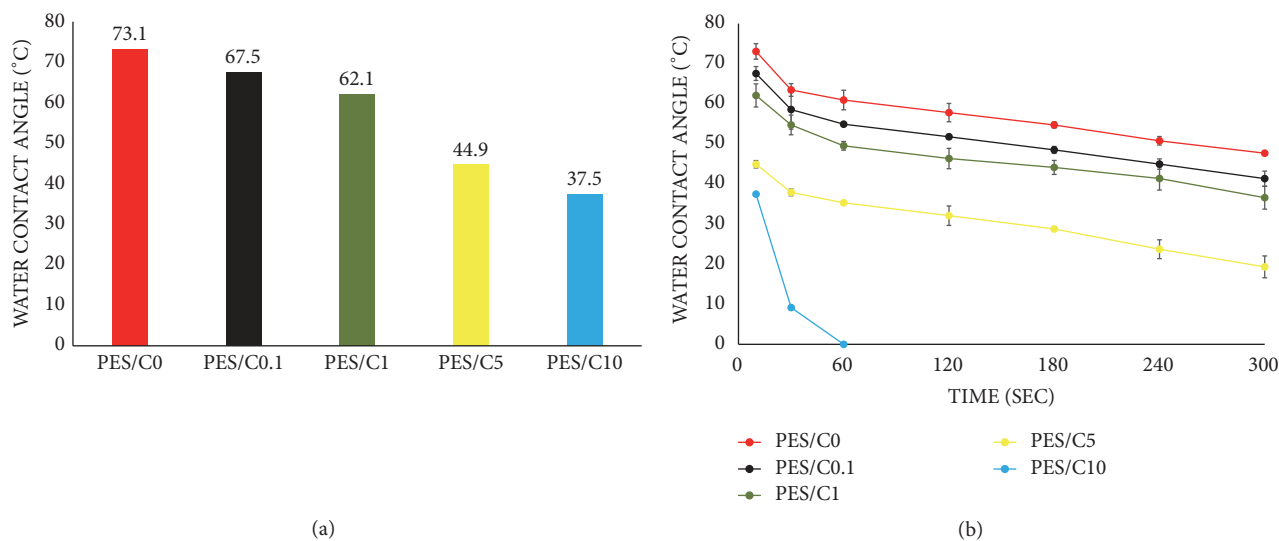 80
70
60
50
40
30
20
10
0
WATER CONTACT ANGLE (°C)
73.1
67.5
62.1
44.9
37.5
PES/C0 PES/C0.1 PES/C1 PES/C5 PES/C10
(a)
80
70
60
50
40
30
20
10
0
WATER CONTACT ANGLE (°C)
0 60 120 180 240 300
TIME (SEC)
PES/C0
PES/C0.1
PES/C1
PES/C5
PES/C10
(b)